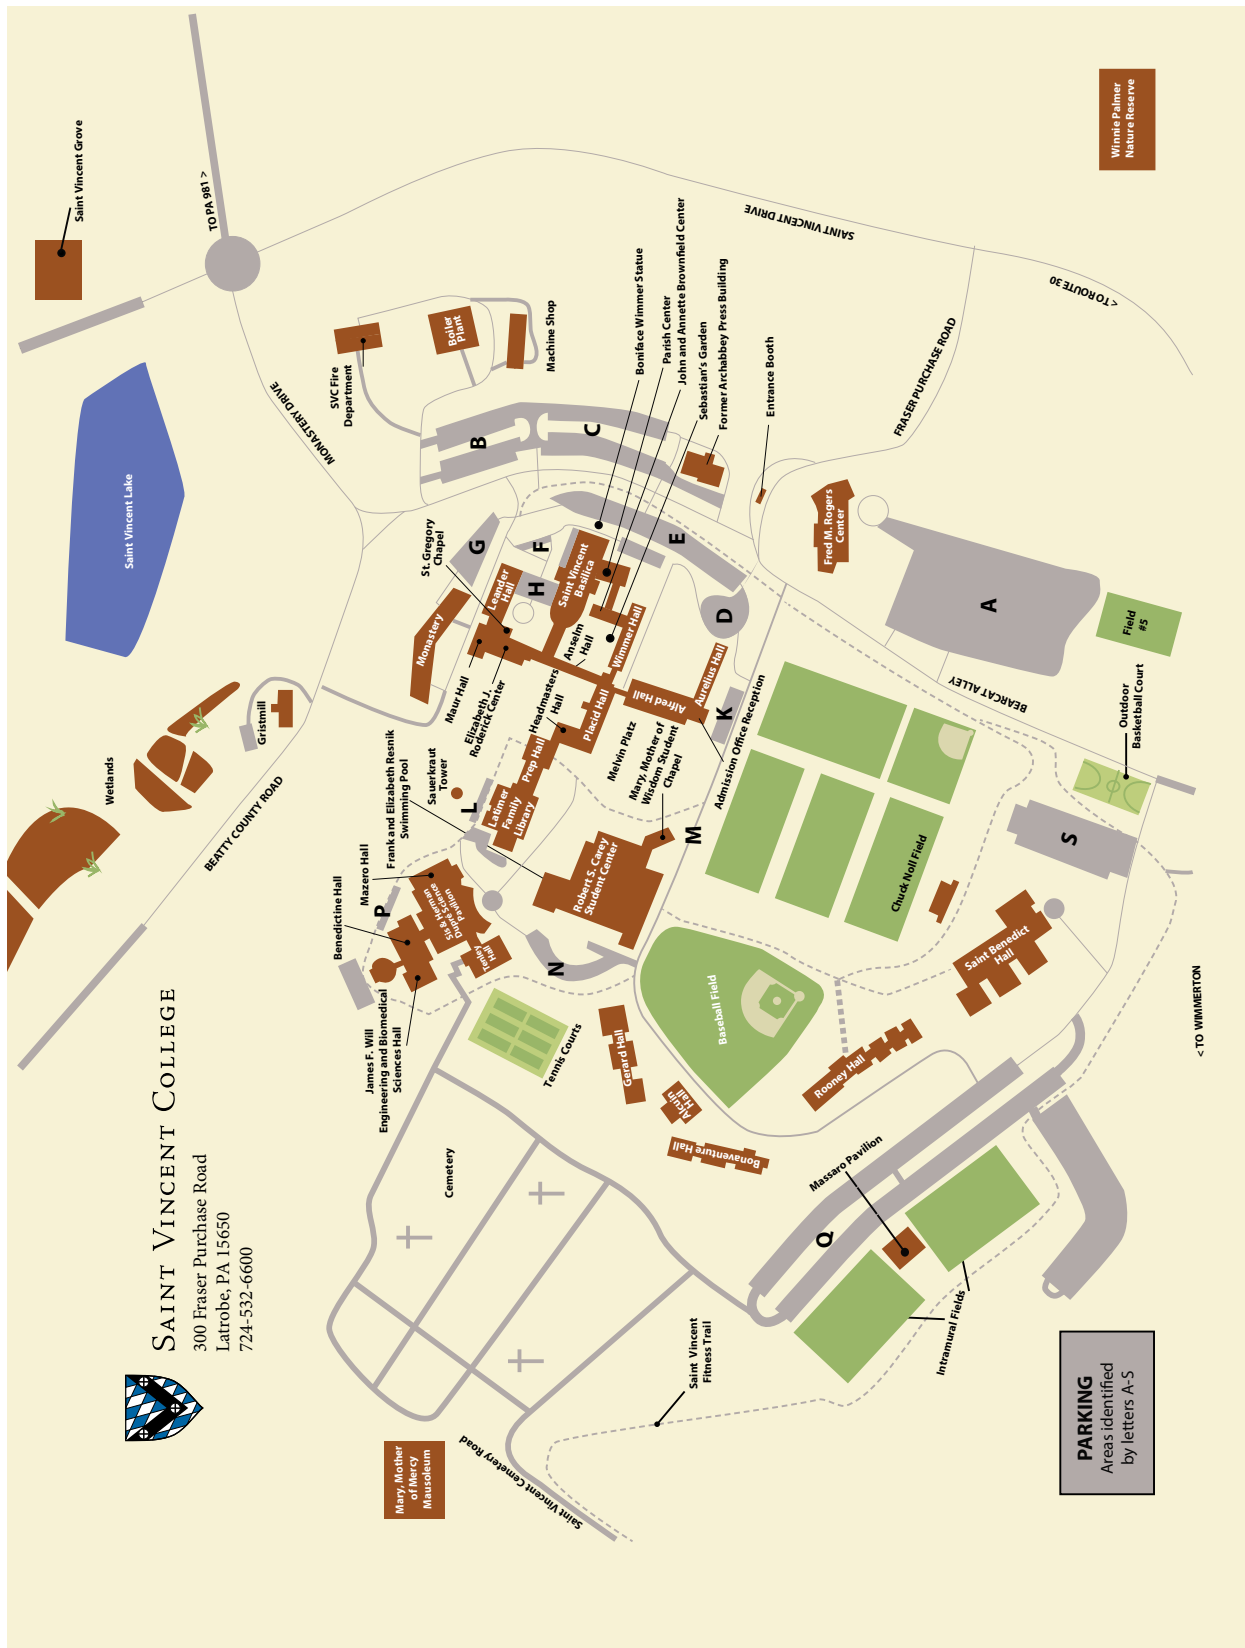 SAINT VINCENT COLLEGE
300 Fraser Purchase Road
Latrobe, PA 15650
724-532-6600
Saint Vincent Grove
TO PA 981 >
Saint Vincent Lake
MONASTERY DRIVE
SAINT VINCENT DRIVE
< TO ROUTE 30
FRASER PURCHASE ROAD
Winnie Palmer
Nature Reserve
SVC Fire
Department
Boiler
Plant
Machine Shop
Boniface Wimmer Statue
Parish Center
John and Annette Brownfield Center
Sebastian's Garden
Former Archabbey Press Building
Entrance Booth
B
C
G
F
H
E
D
K
A
Fred M. Rogers
Center
Field
#5
St. Gregory
Chapel
Leander
Hall
Saint Vincent
Basilica
Monastery
Maur Hall
Elizabeth J.
Roderick Center
Anselm
Hall
Wimmer Hall
Headmasters
Hall
Placid Hall
Alfred Hall
Aurelius Hall
Prep Hall
Melvin Platz
Mary, Mother of
Wisdom Student
Chapel
Admission Office Reception
BEARCAT ALLEY
Outdoor
Basketball Court
Wetlands
Gristmill
BEATTY COUNTY ROAD
Sauerkraut
Tower
Frank and Elizabeth Resnik
Swimming Pool
L
Latimer
Family
Library
Mazero Hall
Benedictine Hall
P
Sis & Herman
Dupré Science
Pavilion
Tenley
Hall
James F. Will
Engineering and Biomedical
Sciences Hall
N
M
Robert S. Carey
Student Center
Chuck Noll Field
S
Saint Benedict
Hall
Baseball Field
Tennis Courts
Gerard Hall
Alcuin
Hall
Bonaventure Hall
Rooney Hall
< TO WIMMERTON
Cemetery
Massaro Pavilion
Q
Intramural Fields
Saint Vincent
Fitness Trail
Saint Vincent Cemetery Road
Mary, Mother
of Mercy
Mausoleum
PARKING
Areas identified
by letters A-S